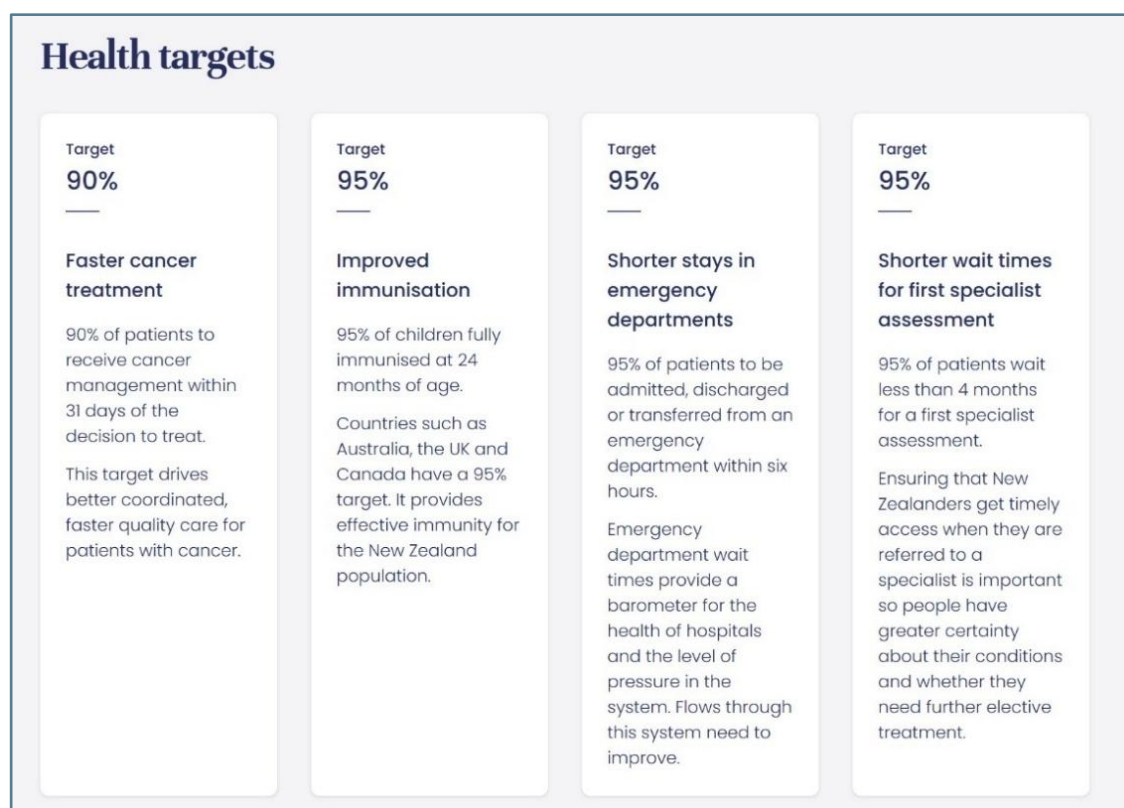 Health targets
Target
90%
Faster cancer
treatment
90% of patients to
receive cancer
management within
31 days of the
decision to treat.
This target drives
better coordinated,
faster quality care for
patients with cancer.
Target
95%
Improved
immunisation
95% of children fully
immunised at 24
months of age.
Countries such as
Australia, the UK and
Canada have a 95%
target. It provides
effective immunity for
the New Zealand
population.
Target
95%
Shorter stays in
emergency
departments
95% of patients to be
admitted, discharged
or transferred from an
emergency
department within six
hours.
Emergency
department wait
times provide a
barometer for the
health of hospitals
and the level of
pressure in the
system. Flows through
this system need to
improve.
Target
95%
Shorter wait times
for first specialist
assessment
95% of patients wait
less than 4 months
for a first specialist
assessment.
Ensuring that New
Zealanders get timely
access when they are
referred to a
specialist is important
so people have
greater certainty
about their conditions
and whether they
need further elective
treatment.